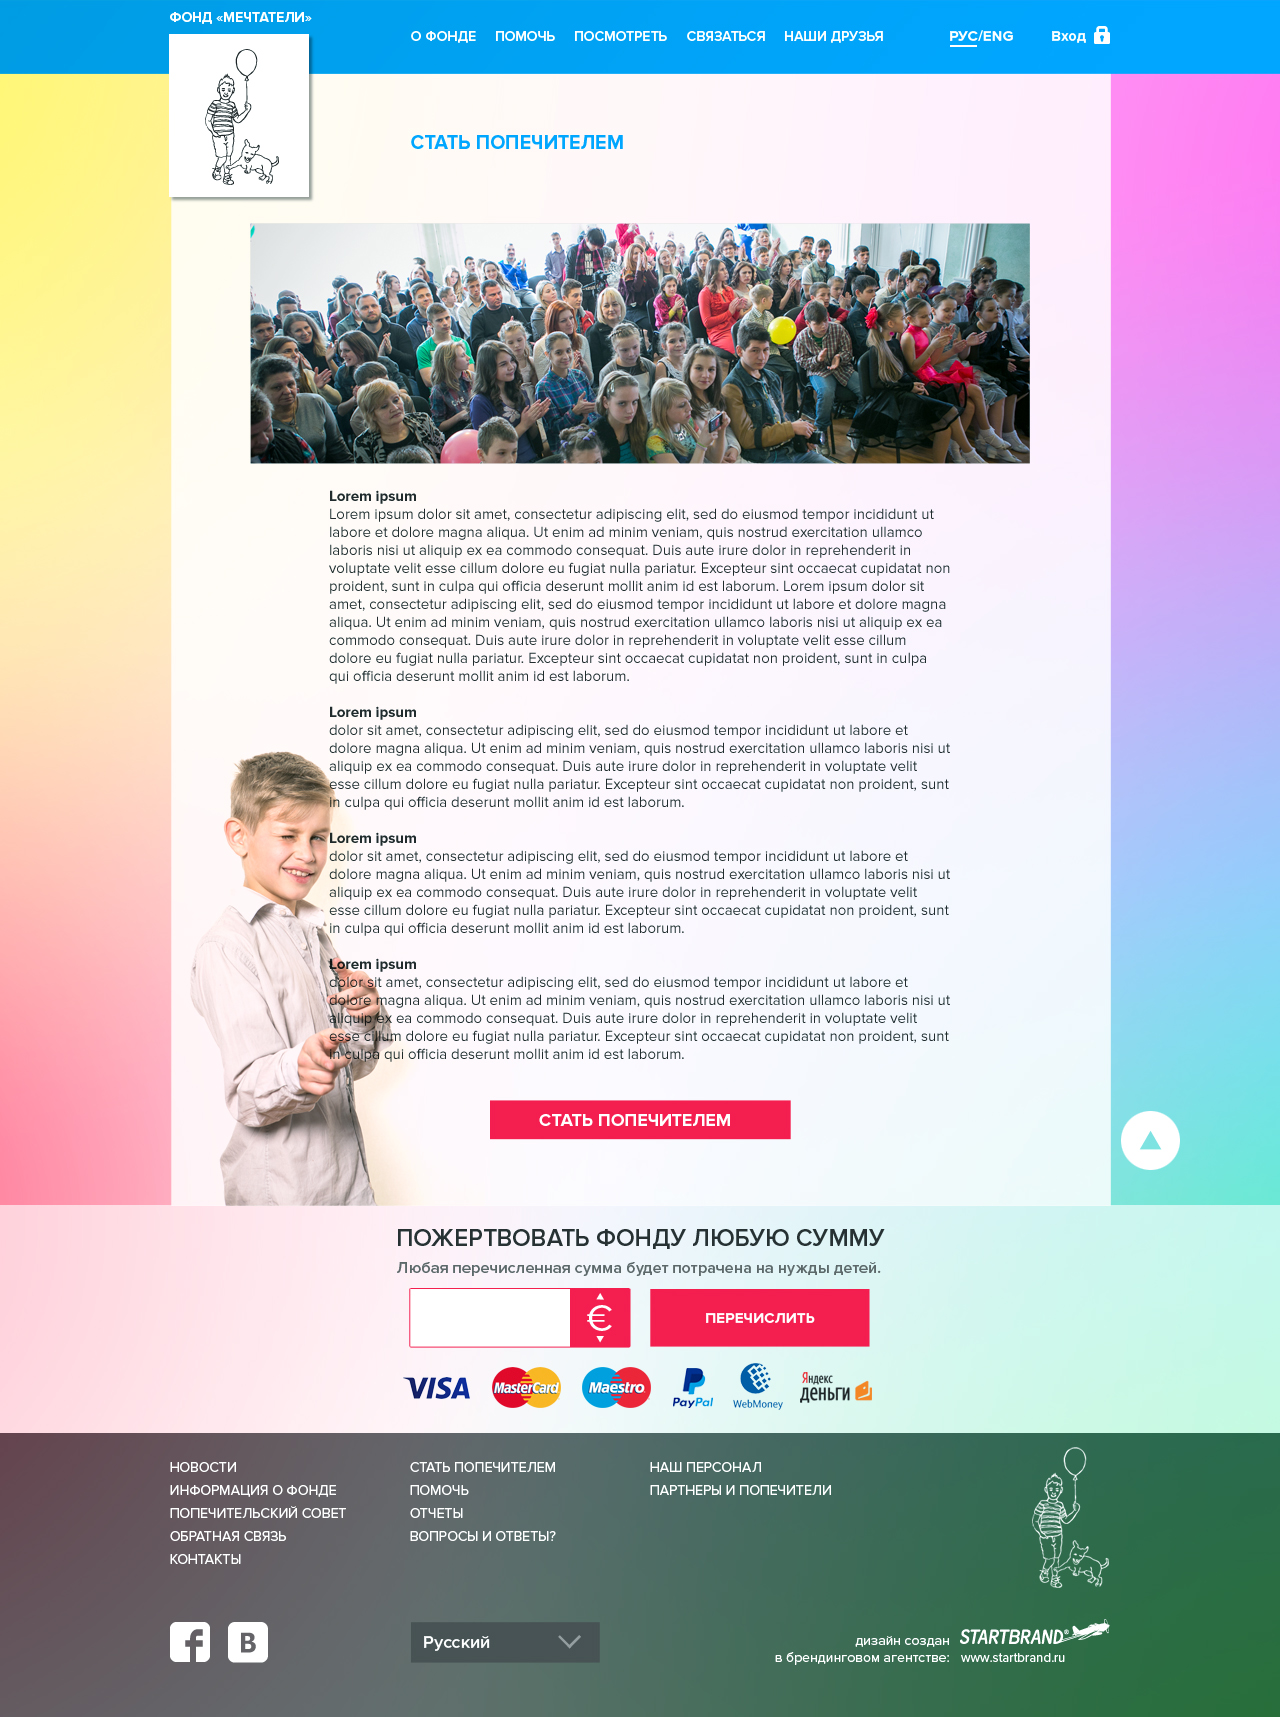 ФОНД «МЕЧТАТЕЛИ»
О ФОНДЕ ПОМОЧЬ ПОСМОТРЕТЬ СВЯЗАТЬСЯ НАШИ ДРУЗЬЯ РУС/ENG Вход
СТАТЬ ПОПЕЧИТЕЛЕМ
Lorem ipsum
Lorem ipsum dolor sit amet, consectetur adipiscing elit, sed do eiusmod tempor incididunt ut
labore et dolore magna aliqua. Ut enim ad minim veniam, quis nostrud exercitation ullamco
laboris nisi ut aliquip ex ea commodo consequat. Duis aute irure dolor in reprehenderit in
voluptate velit esse cillum dolore eu fugiat nulla pariatur. Excepteur sint occaecat cupidatat non
proident, sunt in culpa qui officia deserunt mollit anim id est laborum. Lorem ipsum dolor sit
amet, consectetur adipiscing elit, sed do eiusmod tempor incididunt ut labore et dolore magna
aliqua. Ut enim ad minim veniam, quis nostrud exercitation ullamco laboris nisi ut aliquip ex ea
commodo consequat. Duis aute irure dolor in reprehenderit in voluptate velit esse cillum
dolore eu fugiat nulla pariatur. Excepteur sint occaecat cupidatat non proident, sunt in culpa
qui officia deserunt mollit anim id est laborum.
Lorem ipsum
dolor sit amet, consectetur adipiscing elit, sed do eiusmod tempor incididunt ut labore et
dolore magna aliqua. Ut enim ad minim veniam, quis nostrud exercitation ullamco laboris nisi ut
aliquip ex ea commodo consequat. Duis aute irure dolor in reprehenderit in voluptate velit
esse cillum dolore eu fugiat nulla pariatur. Excepteur sint occaecat cupidatat non proident, sunt
in culpa qui officia deserunt mollit anim id est laborum.
Lorem ipsum
dolor sit amet, consectetur adipiscing elit, sed do eiusmod tempor incididunt ut labore et
dolore magna aliqua. Ut enim ad minim veniam, quis nostrud exercitation ullamco laboris nisi ut
aliquip ex ea commodo consequat. Duis aute irure dolor in reprehenderit in voluptate velit
esse cillum dolore eu fugiat nulla pariatur. Excepteur sint occaecat cupidatat non proident, sunt
in culpa qui officia deserunt mollit anim id est laborum.
Lorem ipsum
dolor sit amet, consectetur adipiscing elit, sed do eiusmod tempor incididunt ut labore et
dolore magna aliqua. Ut enim ad minim veniam, quis nostrud exercitation ullamco laboris nisi ut
aliquip ex ea commodo consequat. Duis aute irure dolor in reprehenderit in voluptate velit
esse cillum dolore eu fugiat nulla pariatur. Excepteur sint occaecat cupidatat non proident, sunt
in culpa qui officia deserunt mollit anim id est laborum.
СТАТЬ ПОПЕЧИТЕЛЕМ
ПОЖЕРТВОВАТЬ ФОНДУ ЛЮБУЮ СУММУ
Любая перечисленная сумма будет потрачена на нужды детей.
€ ПЕРЕЧИСЛИТЬ
VISA MasterCard Maestro PayPal WebMoney Яндекс деньги
НОВОСТИ
ИНФОРМАЦИЯ О ФОНДЕ
ПОПЕЧИТЕЛЬСКИЙ СОВЕТ
ОБРАТНАЯ СВЯЗЬ
КОНТАКТЫ
СТАТЬ ПОПЕЧИТЕЛЕМ
ПОМОЧЬ
ОТЧЕТЫ
ВОПРОСЫ И ОТВЕТЫ?
НАШ ПЕРСОНАЛ
ПАРТНЕРЫ И ПОПЕЧИТЕЛИ
f В
Русский
дизайн создан
в брендинговом агентстве:
STARTBRAND®
www.startbrand.ru